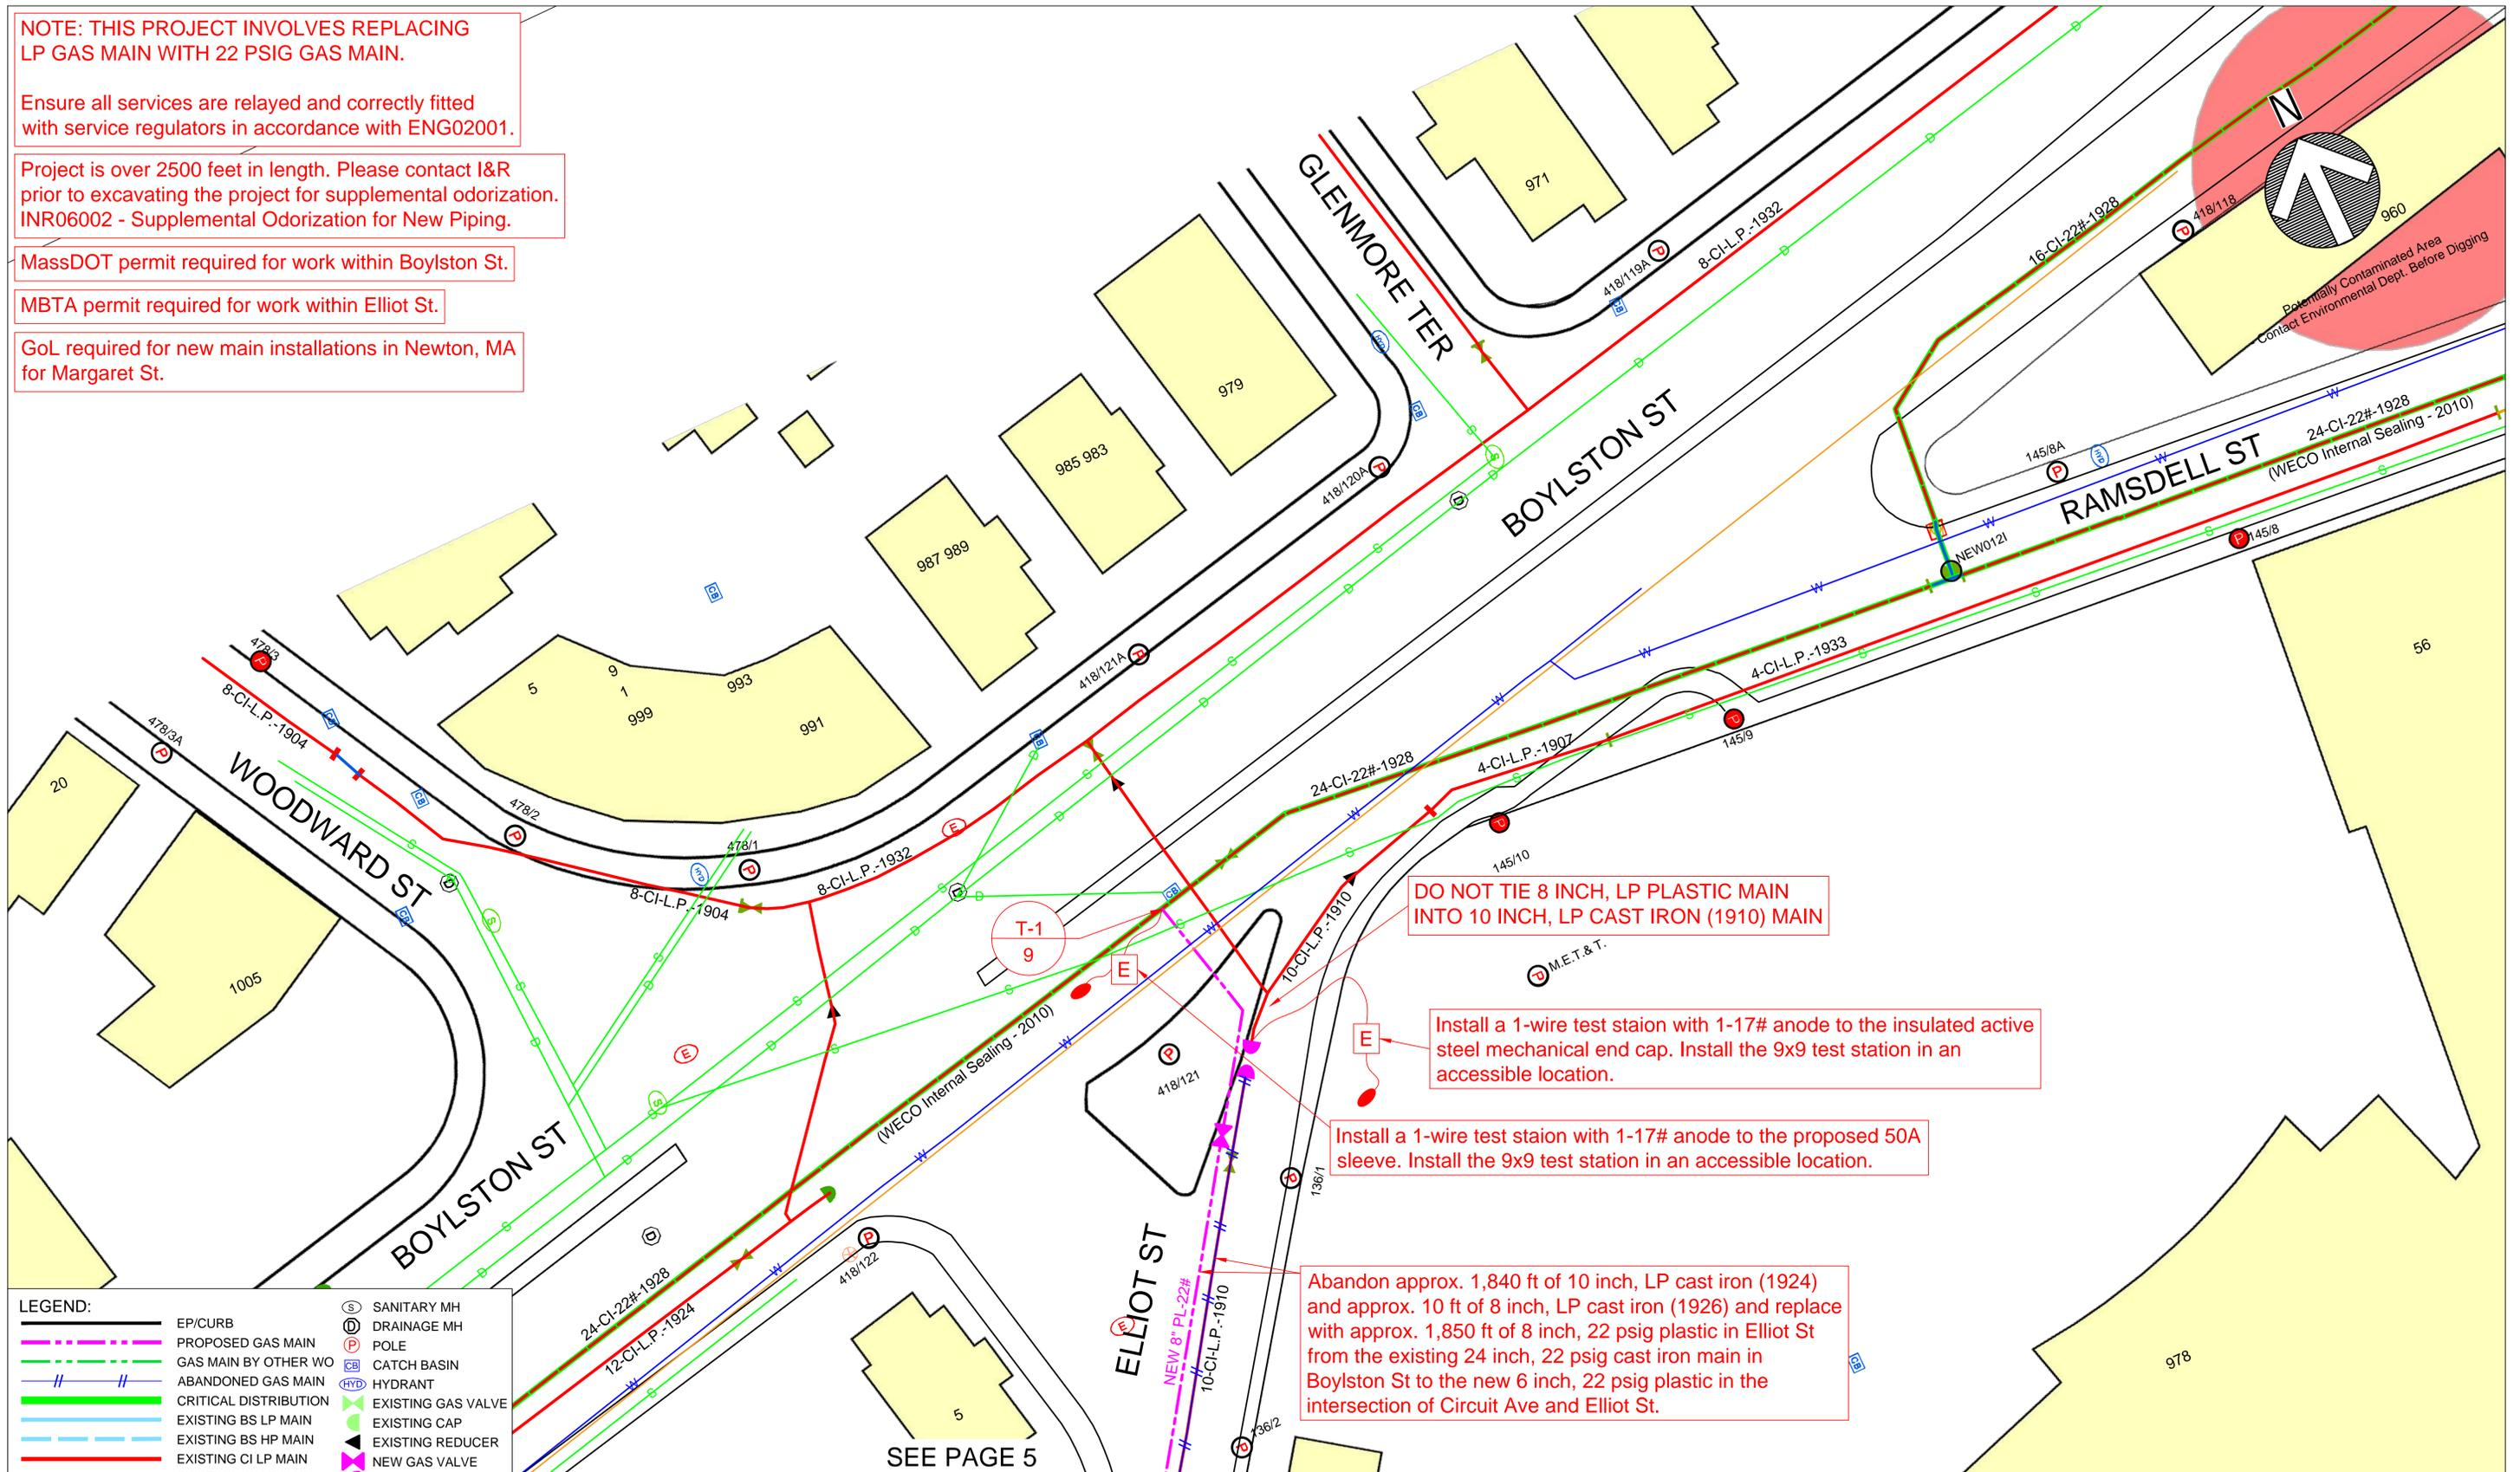 NOTE: THIS PROJECT INVOLVES REPLACING
LP GAS MAIN WITH 22 PSIG GAS MAIN.
Ensure all services are relayed and correctly fitted
with service regulators in accordance with ENG02001.
Project is over 2500 feet in length. Please contact I&R
prior to excavating the project for supplemental odorization.
INR06002 - Supplemental Odorization for New Piping.
MassDOT permit required for work within Boylston St.
MBTA permit required for work within Elliot St.
GoL required for new main installations in Newton, MA
for Margaret St.
N
GLENMORE TER
971
979
985 983
987 989
418/119A
8-CI-L.P.-1932
16-CI-22#-1928
418/118
960
Potentially Contaminated Area
- Contact Environmental Dept. Before Digging
BOYLSTON ST
418/120A
418/121A
145/8A
24-CI-22#-1928
(WECO Internal Sealing - 2010)
RAMSDELL ST
NEW012I
145/8
56
4-CI-L.P.-1933
145/9
4-CI-L.P.-1907
24-CI-22#-1928
145/10
478/3
8-CI-L.P.-1904
478/3A
WOODWARD ST
20
1005
5
9
1
993
999
991
478/2
478/1
8-CI-L.P.-1932
8-CI-L.P.-1904
T-1
9
E
DO NOT TIE 8 INCH, LP PLASTIC MAIN
INTO 10 INCH, LP CAST IRON (1910) MAIN
10-CI-L.P.-1910
M.E.T.& T.
E
Install a 1-wire test staion with 1-17# anode to the insulated active
steel mechanical end cap. Install the 9x9 test station in an
accessible location.
418/121
(WECO Internal Sealing - 2010)
Install a 1-wire test staion with 1-17# anode to the proposed 50A
sleeve. Install the 9x9 test station in an accessible location.
136/1
BOYLSTON ST
418/122
24-CI-22#-1928
12-CI-L.P.-1924
ELLIOT ST
NEW 8" PL-22#
10-CI-L.P.-1910
Abandon approx. 1,840 ft of 10 inch, LP cast iron (1924)
and approx. 10 ft of 8 inch, LP cast iron (1926) and replace
with approx. 1,850 ft of 8 inch, 22 psig plastic in Elliot St
from the existing 24 inch, 22 psig cast iron main in
Boylston St to the new 6 inch, 22 psig plastic in the
intersection of Circuit Ave and Elliot St.
978
5
136/2
SEE PAGE 5
LEGEND:
EP/CURB
PROPOSED GAS MAIN
GAS MAIN BY OTHER WO
ABANDONED GAS MAIN
CRITICAL DISTRIBUTION
EXISTING BS LP MAIN
EXISTING BS HP MAIN
EXISTING CI LP MAIN
S SANITARY MH
D DRAINAGE MH
P POLE
CB CATCH BASIN
HYD HYDRANT
EXISTING GAS VALVE
EXISTING CAP
EXISTING REDUCER
NEW GAS VALVE